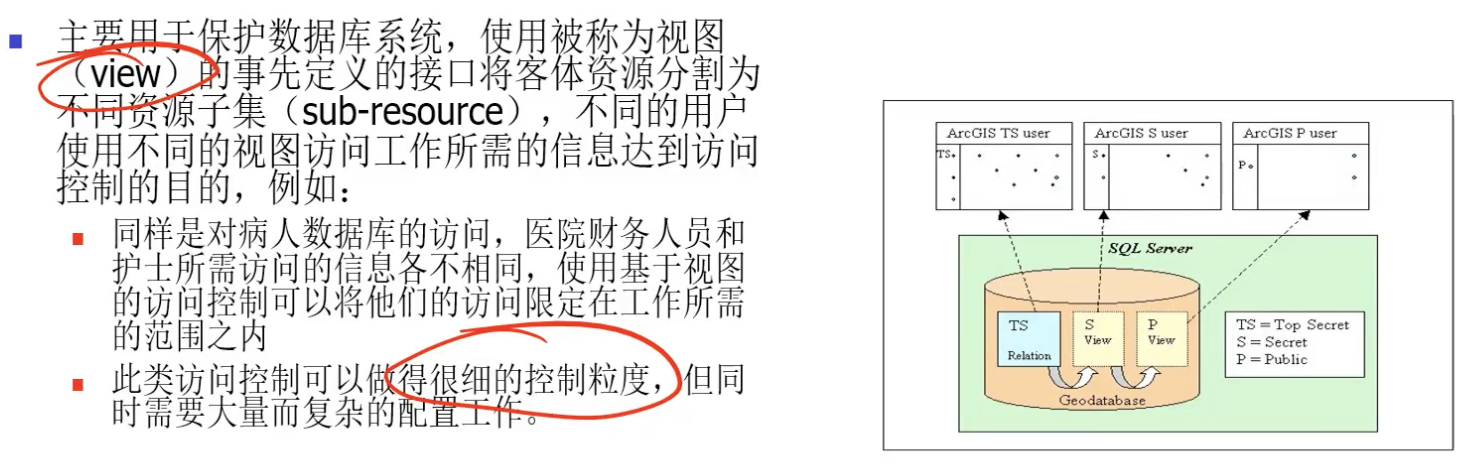 主要用于保护数据库系统，使用被称为视图
（view）的事先定义的接口将客体资源分割为
不同资源子集（sub-resource），不同的用户
使用不同的视图访问工作所需的信息达到访问
控制的目的，例如：
同样是对病人数据库的访问，医院财务人员和
护士所需访问的信息各不相同，使用基于视图
的访问控制可以将他们的访问限定在工作所需
的范围之内
此类访问控制可以做得很细的控制粒度，但同
时需要大量而复杂的配置工作。
ArcGIS TS user
ArcGIS S user
ArcGIS P user
TS
S
P
SQL Server
TS
Relation
S
View
P
View
Geodatabase
TS = Top Secret
S = Secret
P = Public